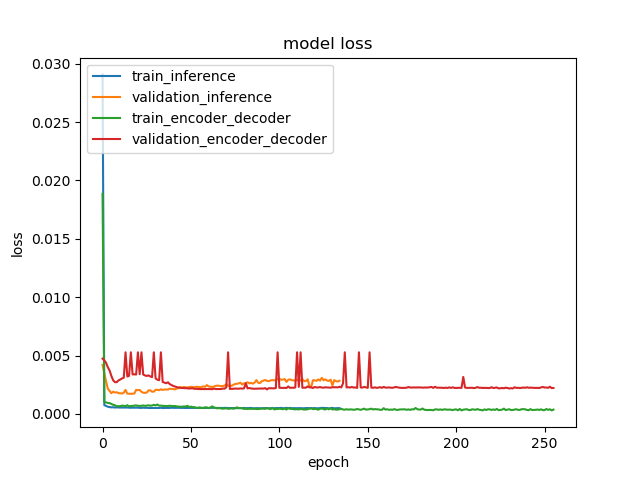 model loss
train_inference
validation_inference
train_encoder_decoder
validation_encoder_decoder
0.030
0.025
0.020
0.015
0.010
0.005
0.000
loss
0 50 100 150 200 250
epoch